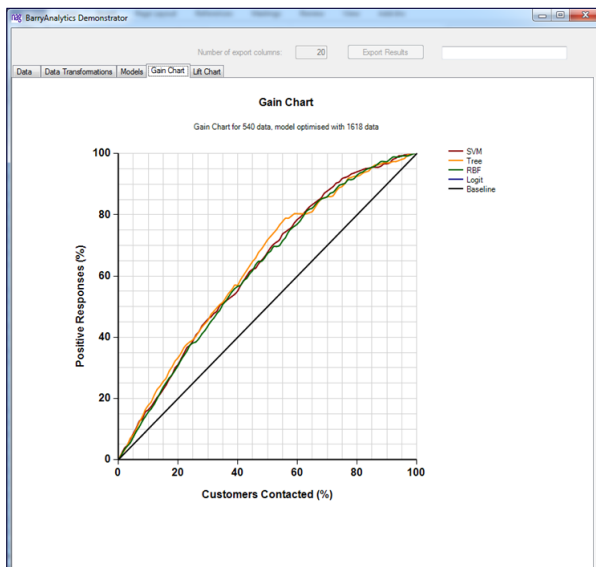 nag BarryAnalytics Demonstrator
Number of export columns: 20 Export Results
Data Data Transformations Models Gain Chart Lift Chart
Gain Chart
Gain Chart for 540 data, model optimised with 1618 data
100
80
60
40
20
0
0 20 40 60 80 100
Positive Responses (%)
Customers Contacted (%)
SVM
Tree
RBF
Logit
Baseline